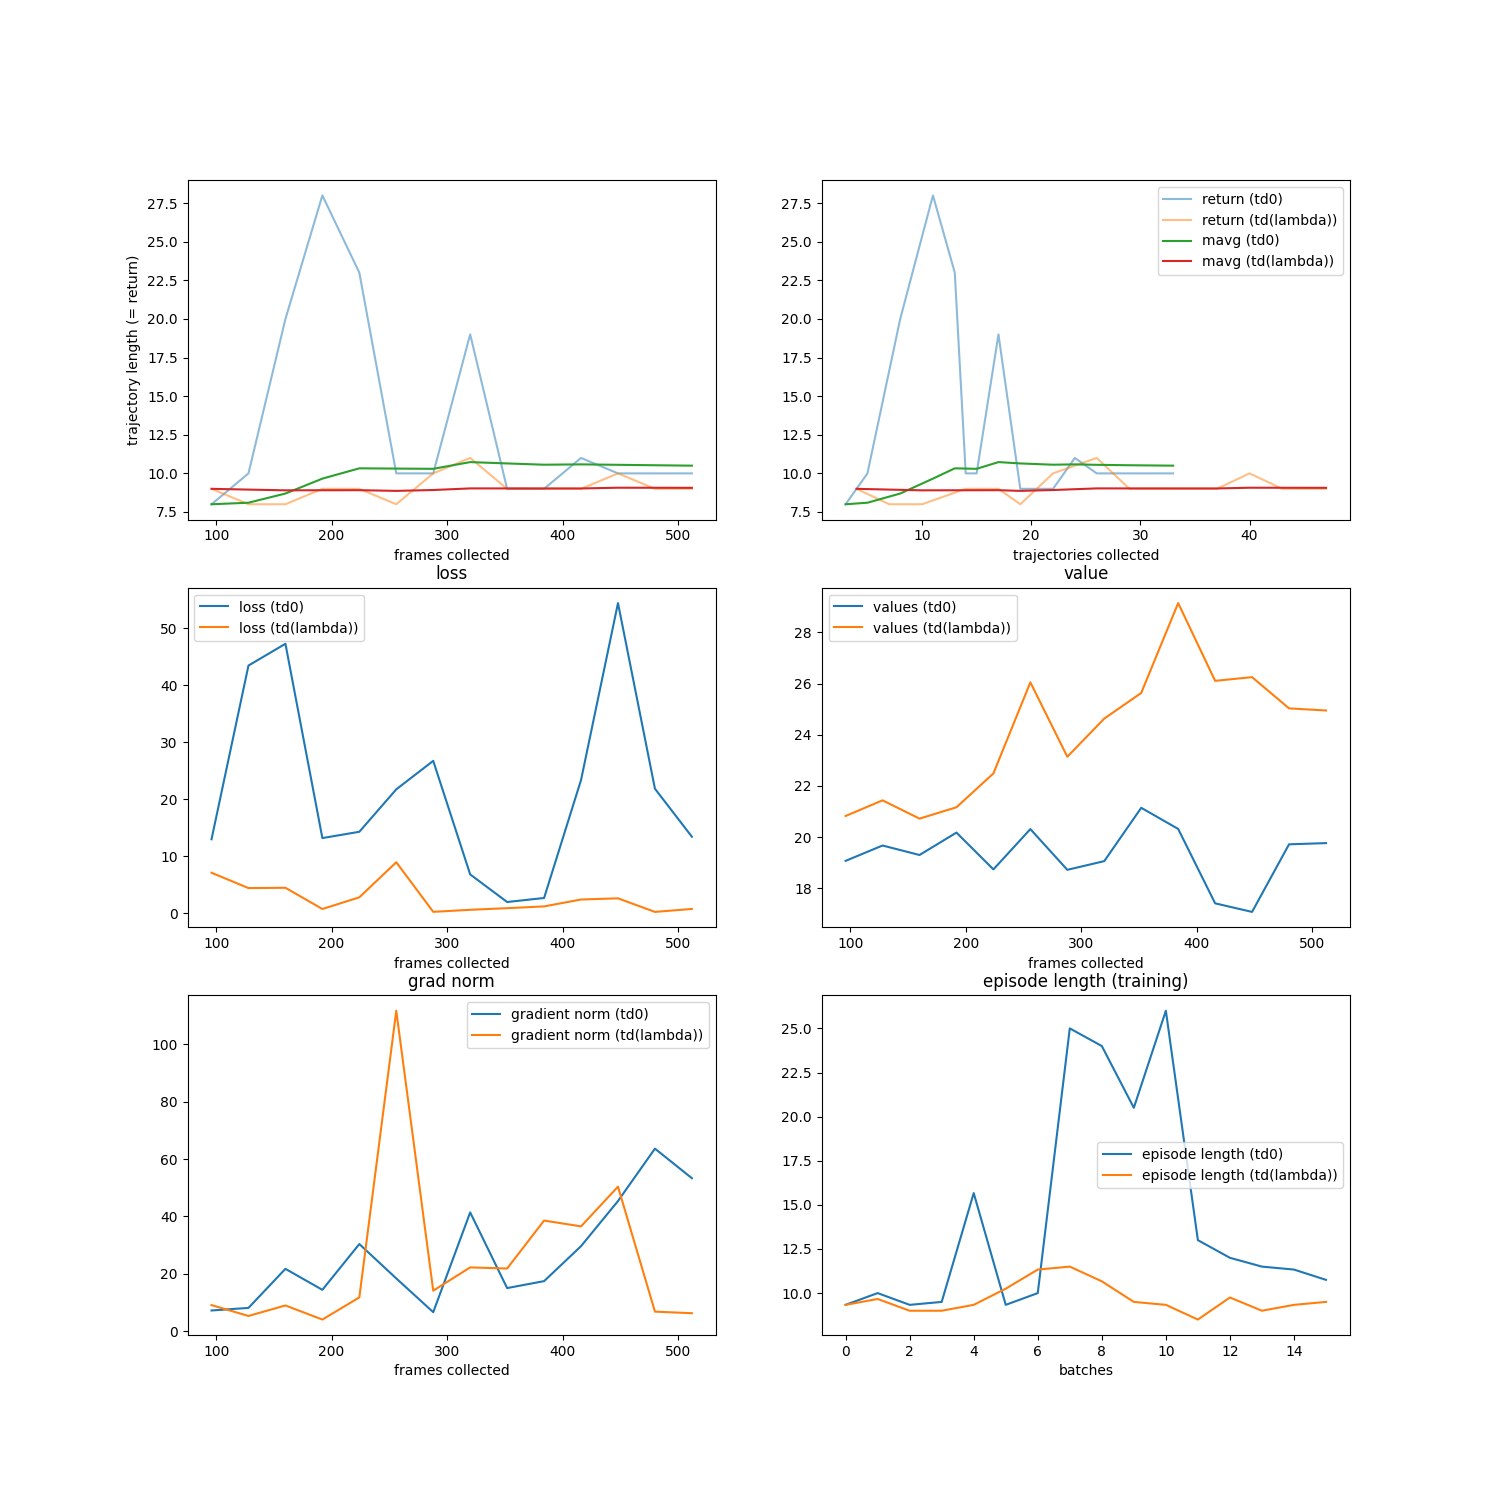 27.5
25.0
22.5
20.0
17.5
15.0
12.5
10.0
7.5
trajectory length (= return)
100 200 300 400 500
frames collected
27.5
25.0
22.5
20.0
17.5
15.0
12.5
10.0
7.5
return (td0)
return (td(lambda))
mavg (td0)
mavg (td(lambda))
10 20 30 40
trajectories collected
loss
50
40
30
20
10
0
loss (td0)
loss (td(lambda))
100 200 300 400 500
frames collected
value
28
26
24
22
20
18
values (td0)
values (td(lambda))
100 200 300 400 500
frames collected
grad norm
100
80
60
40
20
0
gradient norm (td0)
gradient norm (td(lambda))
100 200 300 400 500
frames collected
episode length (training)
25.0
22.5
20.0
17.5
15.0
12.5
10.0
episode length (td0)
episode length (td(lambda))
0 2 4 6 8 10 12 14
batches